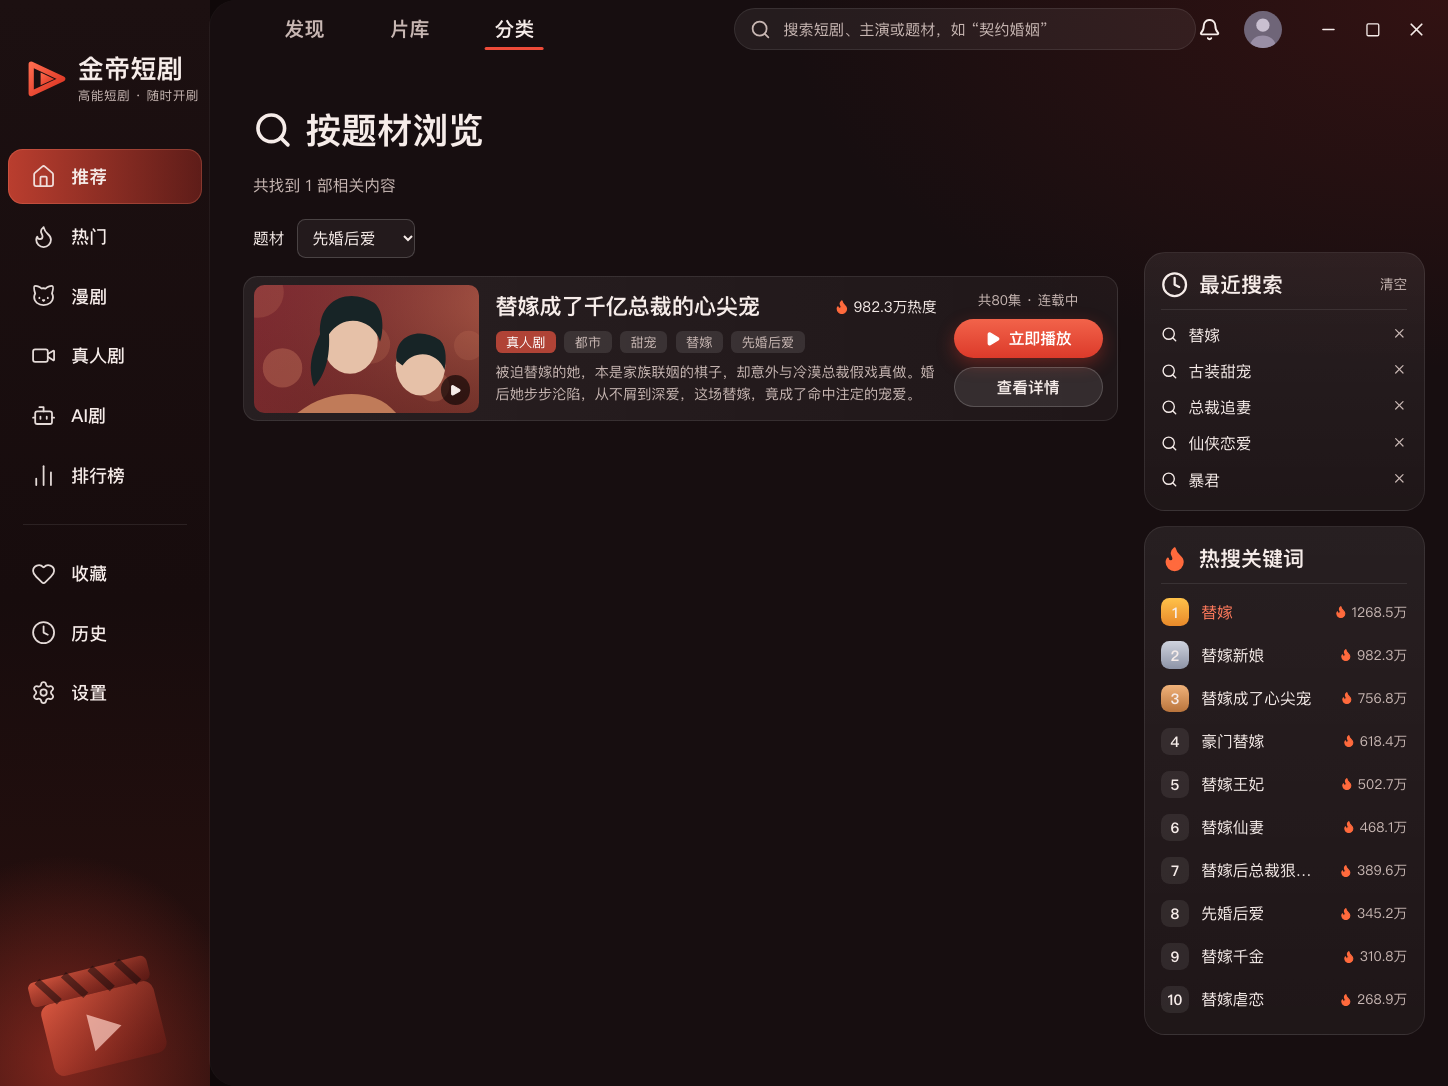 金帝短剧
高能短剧 · 随时开刷
推荐
热门
漫剧
真人剧
AI剧
排行榜
收藏
历史
设置
发现
片库
分类
搜索短剧、主演或题材，如 “契约婚姻”
按题材浏览
共找到 1 部相关内容
题材
先婚后爱
替嫁成了千亿总裁的心尖宠
982.3万热度
真人剧
都市
甜宠
替嫁
先婚后爱
被迫替嫁的她，本是家族联姻的棋子，却意外与冷漠总裁假戏真做。婚
后她步步沦陷，从不屑到深爱，这场替嫁，竟成了命中注定的宠爱。
共80集 · 连载中
立即播放
查看详情
最近搜索
清空
替嫁
古装甜宠
总裁追妻
仙侠恋爱
暴君
热搜关键词
1 替嫁 1268.5万
2 替嫁新娘 982.3万
3 替嫁成了心尖宠 756.8万
4 豪门替嫁 618.4万
5 替嫁王妃 502.7万
6 替嫁仙妻 468.1万
7 替嫁后总裁狠… 389.6万
8 先婚后爱 345.2万
9 替嫁千金 310.8万
10 替嫁虐恋 268.9万